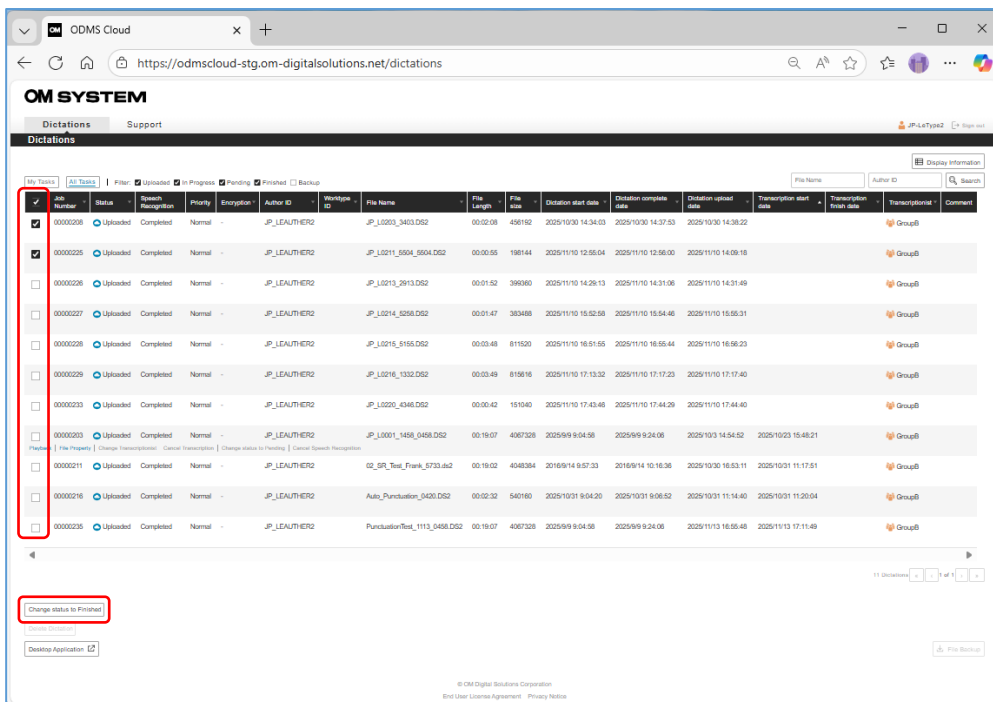 OM ODMS Cloud
https://odmscloud-stg.om-digitalsolutions.net/dictations
OM SYSTEM
Dictations Support JP-LeType2 Sign out
Dictations
Display Information
My Tasks All Tasks | Filter: Uploaded In Progress Pending Finished Backup File Name Author ID Search
Job Number Status Speech Recognition Priority Encryption Author ID Worktype ID File Name File Length File size Dictation start date Dictation complete date Dictation upload date Transcription start date Transcription finish date Transcriptionist Comment
00000208 Uploaded Completed Normal - JP_LEAUTHER2 JP_L0203_3403.DS2 00:02:08 456192 2025/10/30 14:34:03 2025/10/30 14:37:53 2025/10/30 14:38:22 GroupB
00000225 Uploaded Completed Normal - JP_LEAUTHER2 JP_L0211_5504_5504.DS2 00:00:55 198144 2025/11/10 12:55:04 2025/11/10 12:56:00 2025/11/10 14:09:18 GroupB
00000226 Uploaded Completed Normal - JP_LEAUTHER2 JP_L0213_2913.DS2 00:01:52 399360 2025/11/10 14:29:13 2025/11/10 14:31:06 2025/11/10 14:31:49 GroupB
00000227 Uploaded Completed Normal - JP_LEAUTHER2 JP_L0214_5258.DS2 00:01:47 383488 2025/11/10 15:52:58 2025/11/10 15:54:46 2025/11/10 15:55:31 GroupB
00000228 Uploaded Completed Normal - JP_LEAUTHER2 JP_L0215_5155.DS2 00:03:48 811520 2025/11/10 16:51:55 2025/11/10 16:55:44 2025/11/10 16:56:23 GroupB
00000229 Uploaded Completed Normal - JP_LEAUTHER2 JP_L0216_1332.DS2 00:03:49 815616 2025/11/10 17:13:32 2025/11/10 17:17:23 2025/11/10 17:17:40 GroupB
00000233 Uploaded Completed Normal - JP_LEAUTHER2 JP_L0220_4346.DS2 00:00:42 151040 2025/11/10 17:43:46 2025/11/10 17:44:29 2025/11/10 17:44:40 GroupB
00000203 Uploaded Completed Normal - JP_LEAUTHER2 JP_L0001_1458_0458.DS2 00:19:07 4067328 2025/9/9 9:04:58 2025/9/9 9:24:06 2025/10/3 14:54:52 2025/10/23 15:48:21 GroupB
Playback | File Property | Change Transcriptionist Cancel Transcription | Change status to Pending | Cancel Speech Recognition
00000211 Uploaded Completed Normal - JP_LEAUTHER2 02_SR_Test_Frank_5733.ds2 00:19:02 4048384 2016/9/14 9:57:33 2016/9/14 10:16:36 2025/10/30 16:53:11 2025/10/31 11:17:51 GroupB
00000216 Uploaded Completed Normal - JP_LEAUTHER2 Auto_Punctuation_0420.DS2 00:02:32 540160 2025/10/31 9:04:20 2025/10/31 9:06:52 2025/10/31 11:14:40 2025/10/31 11:20:04 GroupB
00000235 Uploaded Completed Normal - JP_LEAUTHER2 PunctuationTest_1113_0458.DS2 00:19:07 4067328 2025/9/9 9:04:58 2025/9/9 9:24:06 2025/11/13 16:55:48 2025/11/13 17:11:49 GroupB
11 Dictations « ‹ 1 of 1 › »
Change status to Finished
Delete Dictation
Desktop Application File Backup
© OM Digital Solutions Corporation
End User License Agreement Privacy Notice